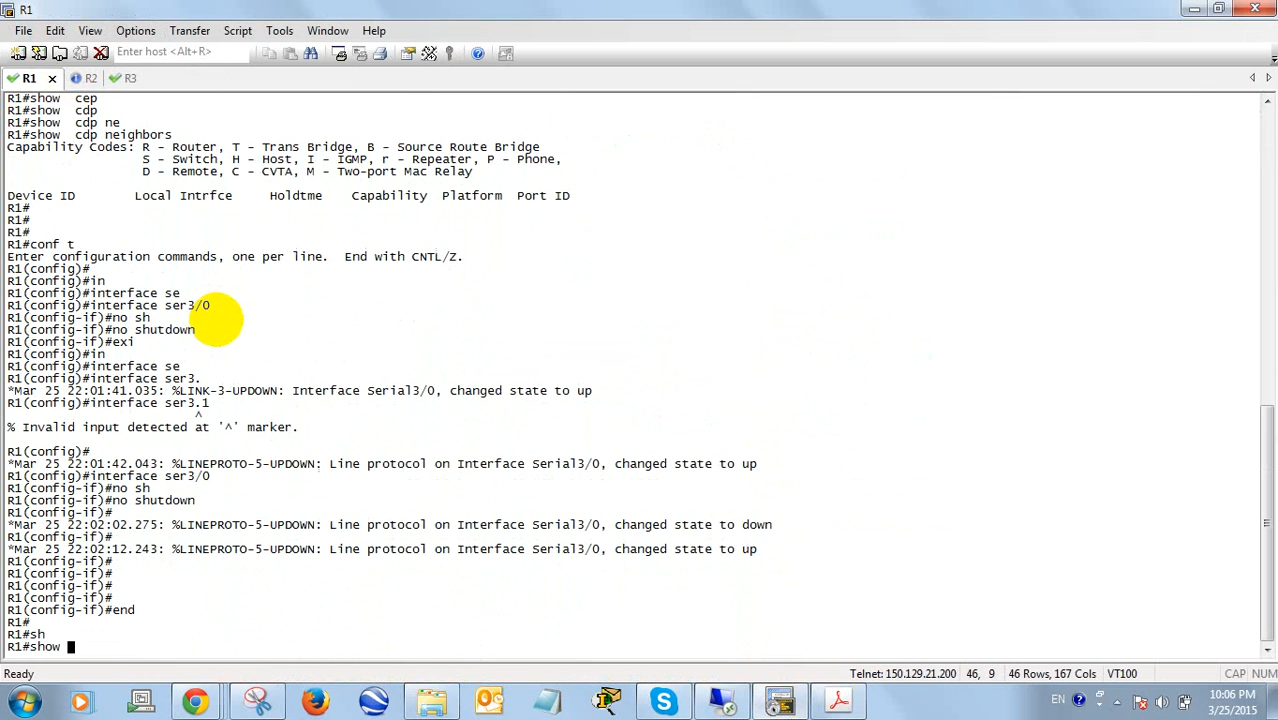 R1
File Edit View Options Transfer Script Tools Window Help
Enter host <Alt+R>
R1 R2 R3
R1#show  cep
R1#show  cdp
R1#show  cdp ne
R1#show  cdp neighbors
Capability Codes: R - Router, T - Trans Bridge, B - Source Route Bridge
S - Switch, H - Host, I - IGMP, r - Repeater, P - Phone,
D - Remote, C - CVTA, M - Two-port Mac Relay
Device ID        Local Intrfce     Holdtme    Capability  Platform  Port ID
R1#
R1#
R1#
R1#conf t
Enter configuration commands, one per line.  End with CNTL/Z.
R1(config)#
R1(config)#in
R1(config)#interface se
R1(config)#interface ser3/0
R1(config-if)#no sh
R1(config-if)#no shutdown
R1(config-if)#exi
R1(config)#in
R1(config)#interface se
R1(config)#interface ser3.
*Mar 25 22:01:41.035: %LINK-3-UPDOWN: Interface Serial3/0, changed state to up
R1(config)#interface ser3.1
^
% Invalid input detected at '^' marker.
R1(config)#
*Mar 25 22:01:42.043: %LINEPROTO-5-UPDOWN: Line protocol on Interface Serial3/0, changed state to up
R1(config)#interface ser3/0
R1(config-if)#no sh
R1(config-if)#no shutdown
R1(config-if)#
*Mar 25 22:02:02.275: %LINEPROTO-5-UPDOWN: Line protocol on Interface Serial3/0, changed state to down
R1(config-if)#
*Mar 25 22:02:12.243: %LINEPROTO-5-UPDOWN: Line protocol on Interface Serial3/0, changed state to up
R1(config-if)#
R1(config-if)#
R1(config-if)#
R1(config-if)#
R1(config-if)#end
R1#
R1#sh
R1#show
Ready Telnet: 150.129.21.200 46, 9 46 Rows, 167 Cols VT100 CAP NUM
EN 10:06 PM
3/25/2015